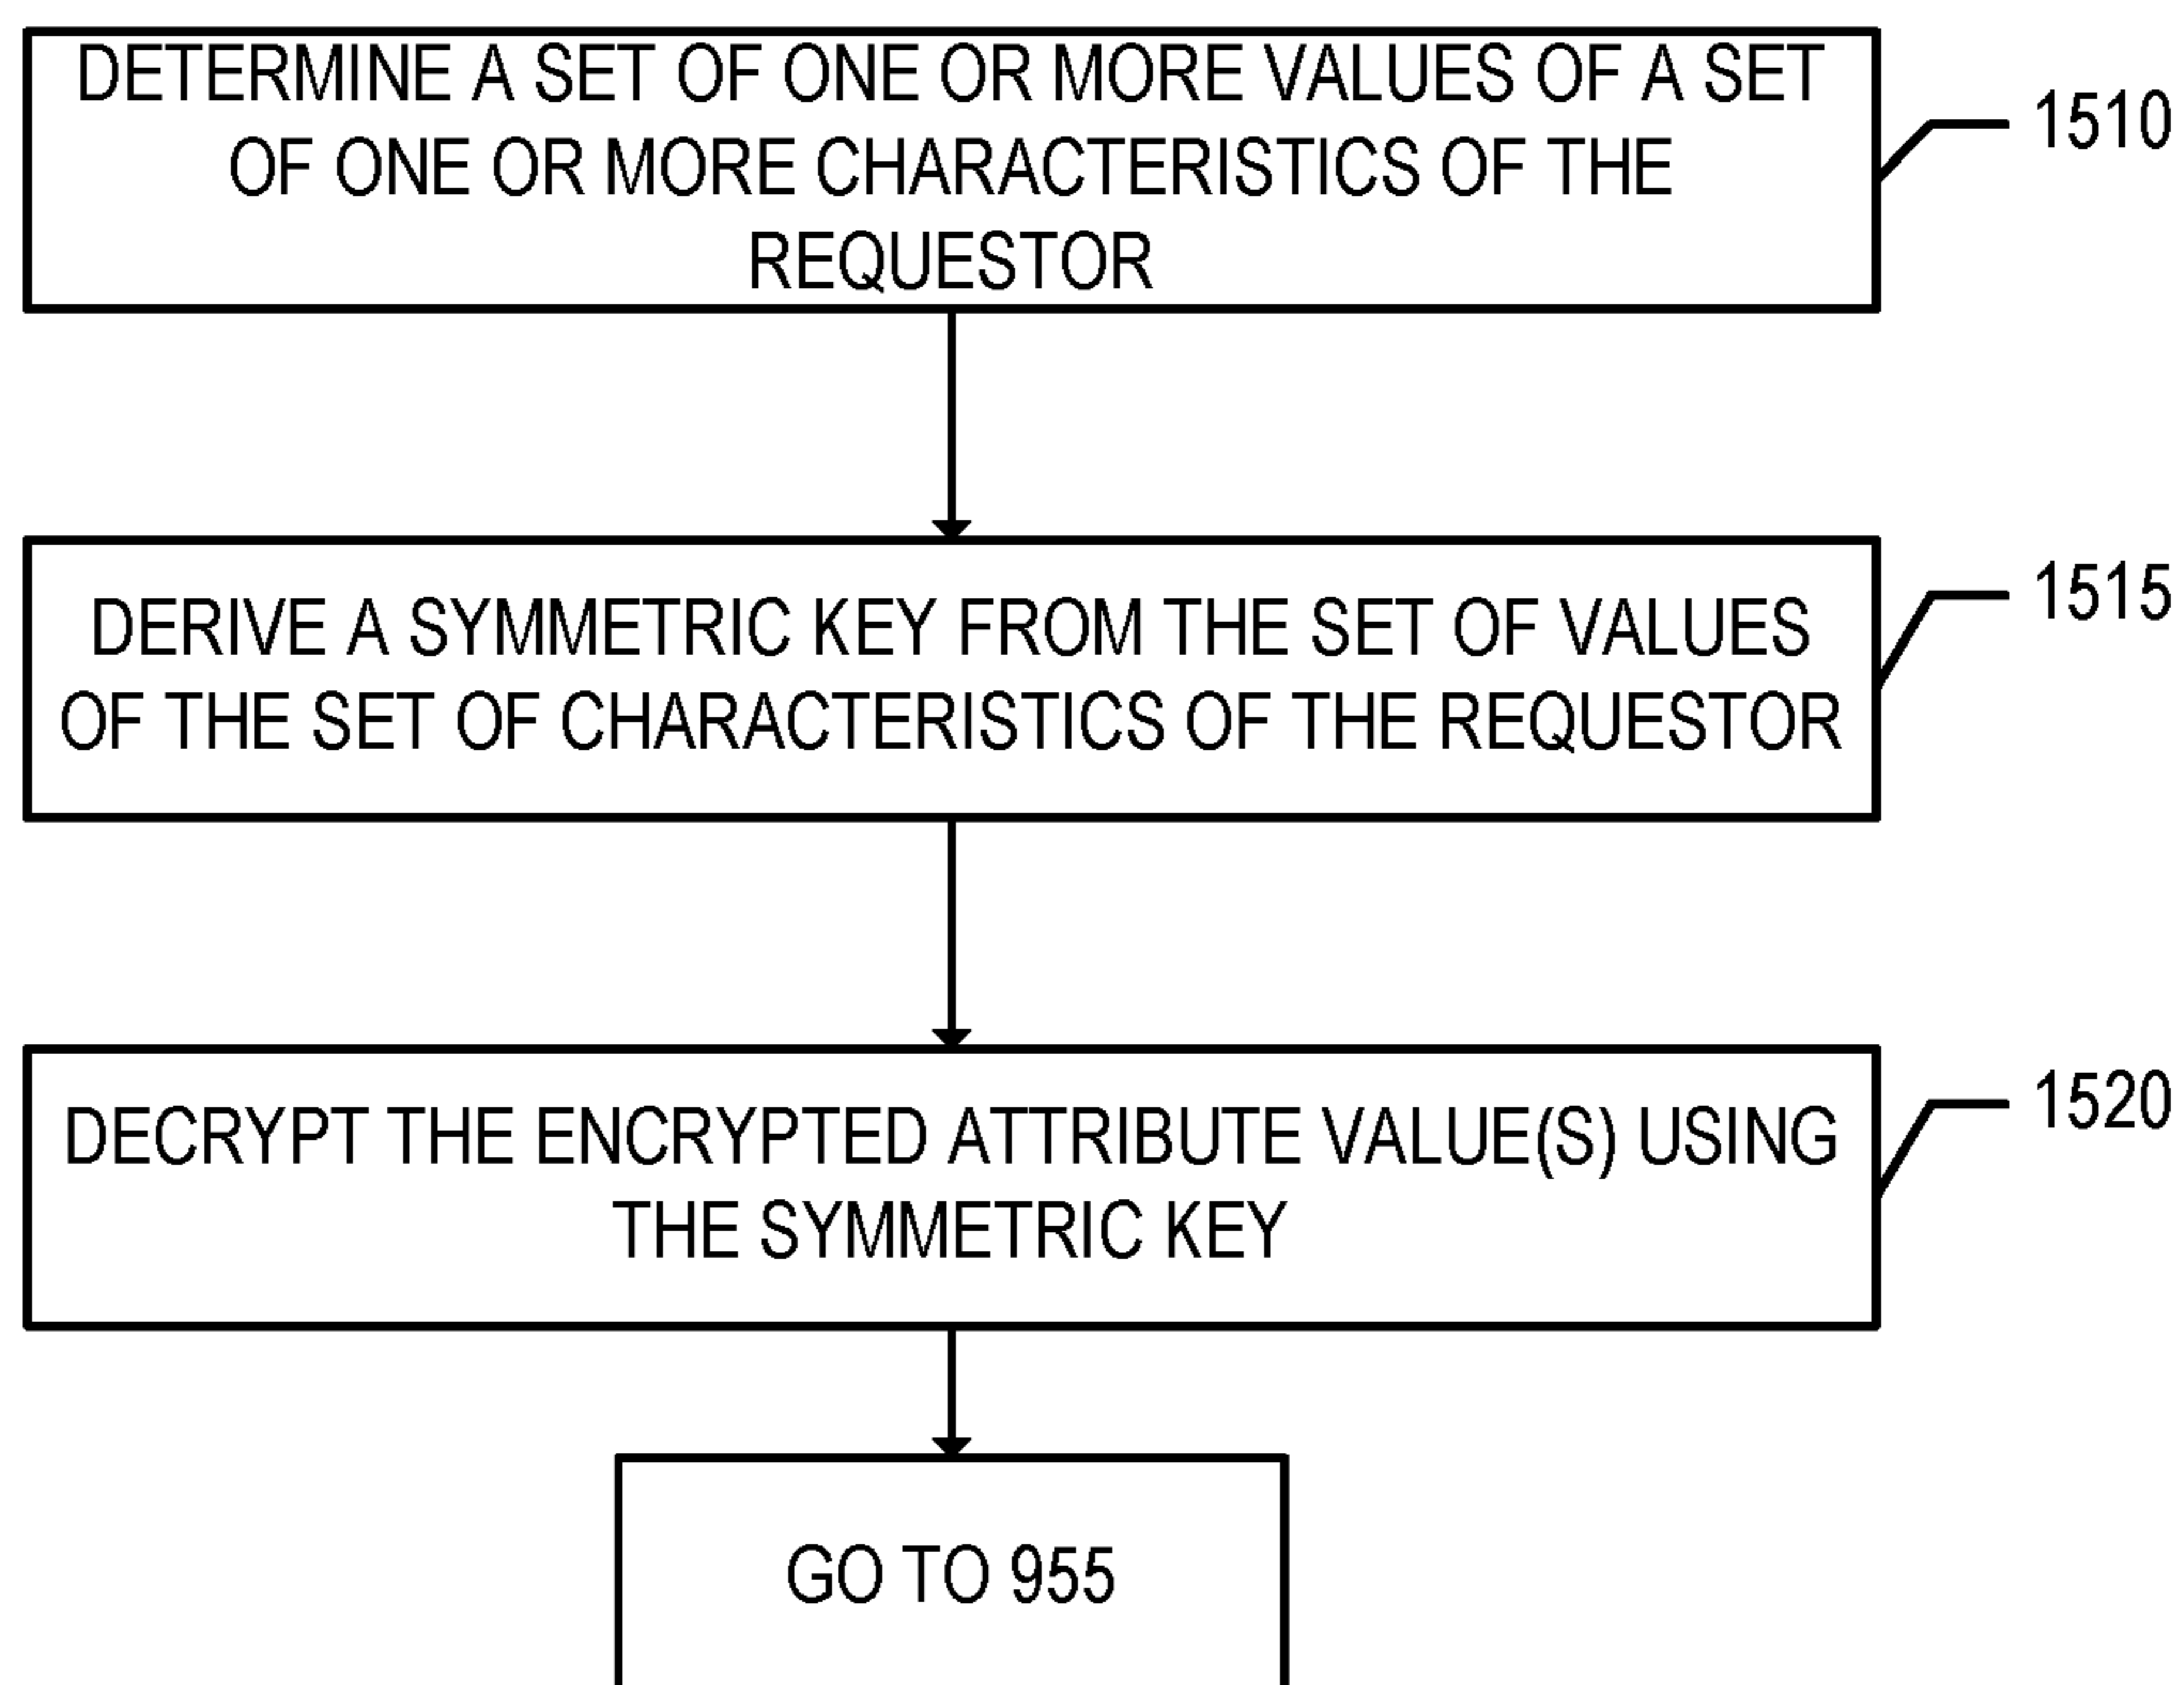 DETERMINE A SET OF ONE OR MORE VALUES OF A SET
OF ONE OR MORE CHARACTERISTICS OF THE
REQUESTOR
1510
DERIVE A SYMMETRIC KEY FROM THE SET OF VALUES
OF THE SET OF CHARACTERISTICS OF THE REQUESTOR
1515
DECRYPT THE ENCRYPTED ATTRIBUTE VALUE(S) USING
THE SYMMETRIC KEY
1520
GO TO 955